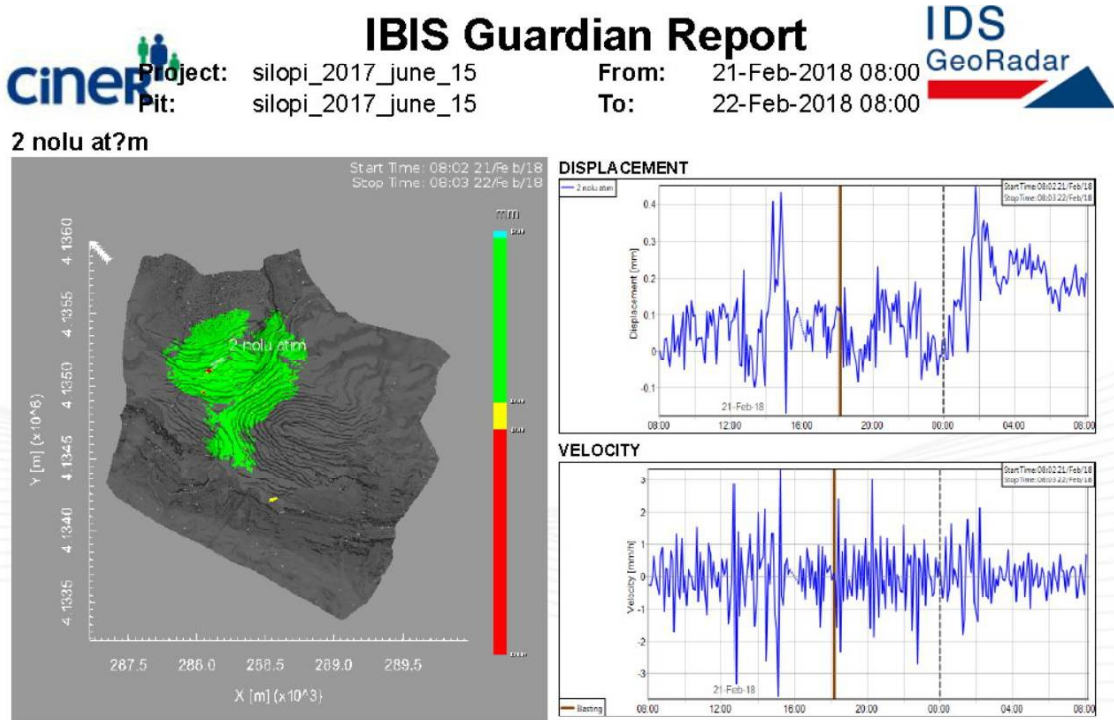 IBIS Guardian Report
IDS
GeoRadar
ciner
Project: silopi_2017_june_15 From: 21-Feb-2018 08:00
Pit: silopi_2017_june_15 To: 22-Feb-2018 08:00
2 nolu at?m
Start Time: 08:02 21/Feb/18
Stop Time: 08:03 22/Feb/18
mm
4.1360
4.1355
4.1350
4.1345
4.1340
4.1335
Y [m] (x10^6)
2 nolu atim
287.5 288.0 288.5 289.0 289.5
X [m] (x10^3)
DISPLACEMENT
2 nolu atim
Start Time: 08:02 21/Feb/18
Stop Time: 08:03 22/Feb/18
Displacement [mm]
0.4
0.3
0.2
0.1
0
-0.1
21-Feb-18
08:00 12:00 16:00 20:00 00:00 04:00 08:00
VELOCITY
Start Time: 08:02 21/Feb/18
Stop Time: 08:03 22/Feb/18
Velocity [mm/h]
3
2
1
0
-1
-2
-3
21-Feb-18
Blasting
08:00 12:00 16:00 20:00 00:00 04:00 08:00